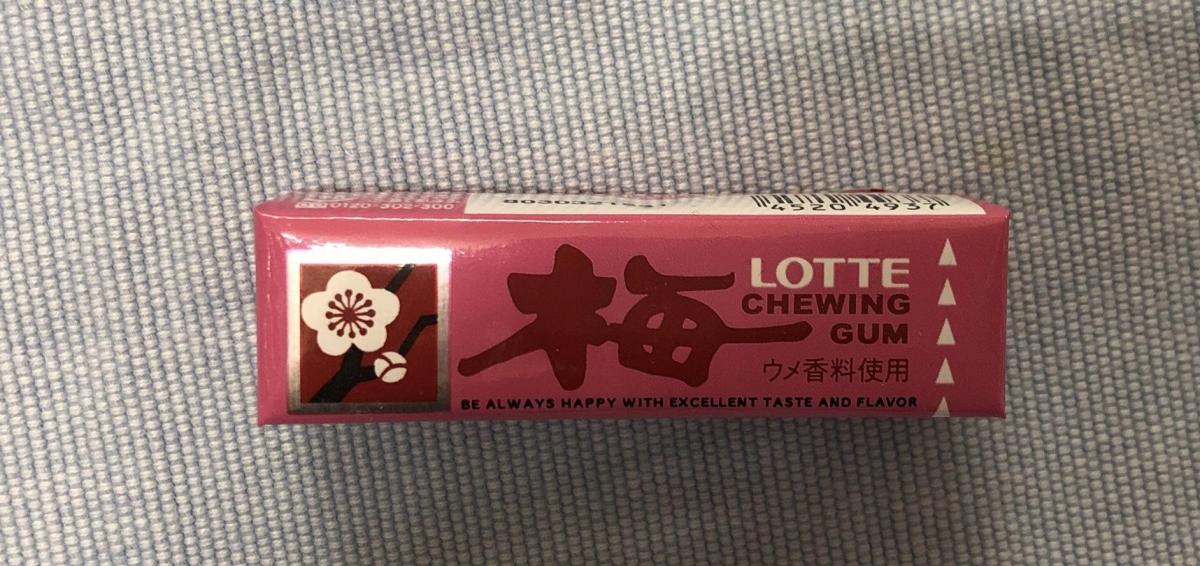 0120-302-300
4520 4957
梅
LOTTE
CHEWING
GUM
ウメ香料使用
BE ALWAYS HAPPY WITH EXCELLENT TASTE AND FLAVOR